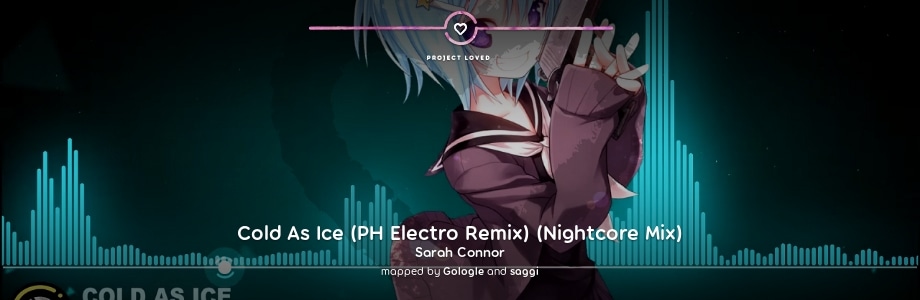 PROJECT LOVED
Cold As Ice (PH Electro Remix) (Nightcore Mix)
Sarah Connor
mapped by Gologle and saggi
COLD AS ICE